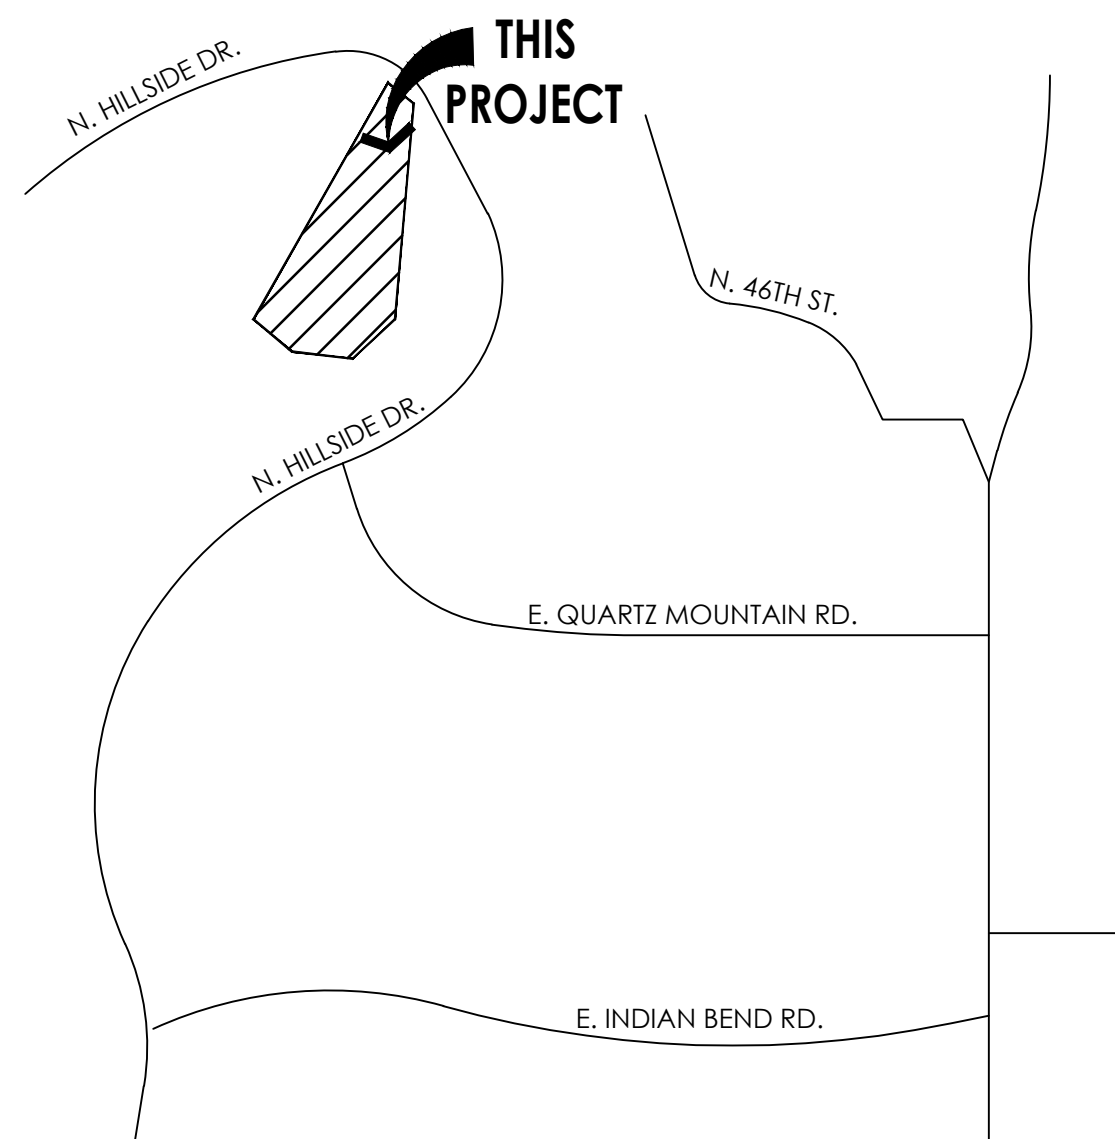 THIS
PROJECT
N. HILLSIDE DR.
N. 46TH ST.
N. HILLSIDE DR.
E. QUARTZ MOUNTAIN RD.
E. INDIAN BEND RD.